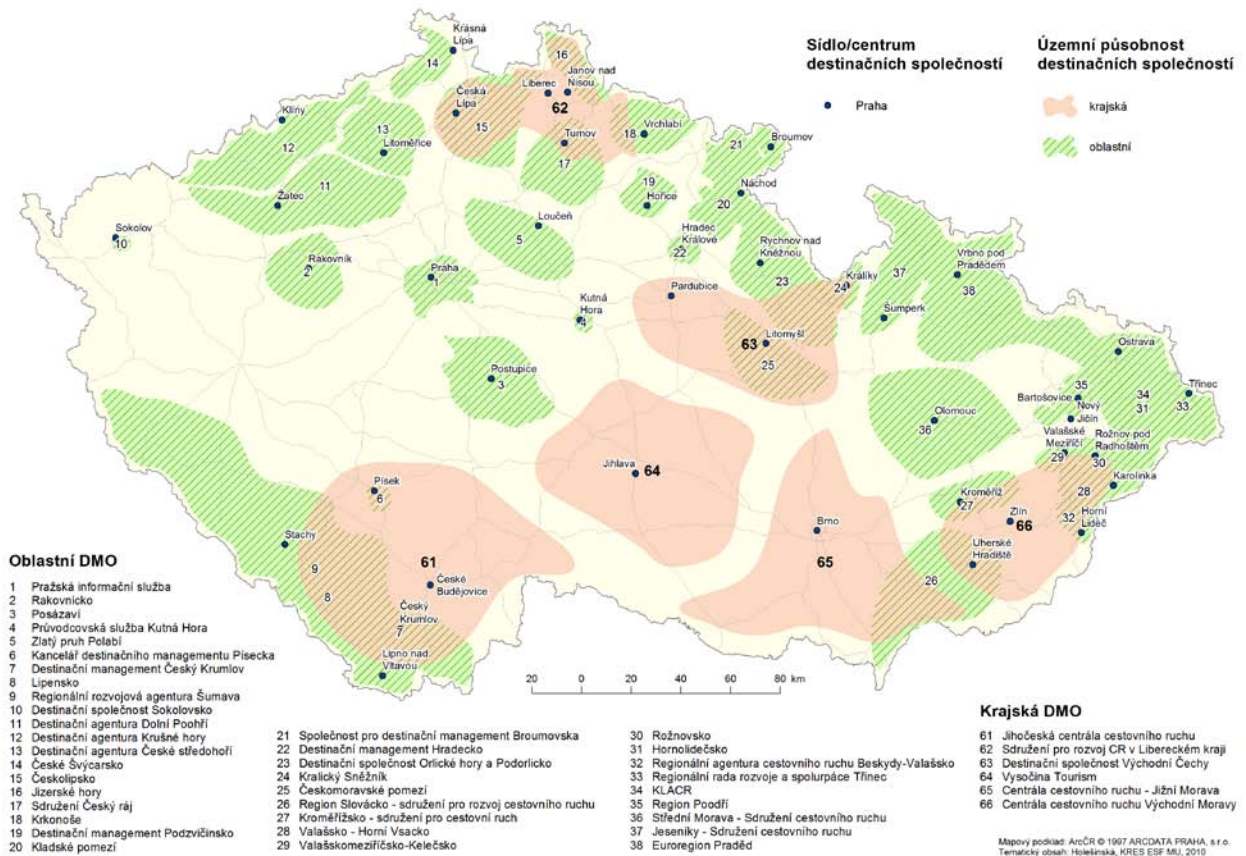 Krásná
Lípa
14
16
Janov nad
Nisou
Liberec
62
Česká
Lípa
15
Turnov
17
18
Vrchlabí
Klíny
12
13
Litoměřice
11
Žatec
21
Broumov
Náchod
20
19
Hořice
Sokolov
10
Loučeň
5
Hradec
Králové
22
Rychnov nad
Kněžnou
23
Rakovník
2
Praha
1
Králíky
24
37
Vrbno pod
Pradědem
38
Pardubice
Kutná
Hora
4
Šumperk
Litomyšl
63
25
Ostrava
Postupice
3
Třinec
33
35
34
31
Bartošovice
Nový
Jičín
Olomouc
36
Valašské
Meziříčí
29
Rožnov pod
Radhoštěm
30
Karolinka
28
Jihlava
64
Písek
6
Kroměříž
27
Zlín
66
32
Horní
Lideč
Brno
65
Stachy
9
8
61
České
Budějovice
Uherské
Hradiště
26
Český
Krumlov
7
Lipno nad
Vltavou
Sídlo/centrum
destinačních společností
Praha
Územní působnost
destinačních společností
krajská
oblastní
20 0 20 40 60 80 km
Oblastní DMO
1 Pražská informační služba
2 Rakovnicko
3 Posázaví
4 Průvodcovská služba Kutná Hora
5 Zlatý pruh Polabí
6 Kancelář destinačního managementu Písecka
7 Destinační management Český Krumlov
8 Lipensko
9 Regionální rozvojová agentura Šumava
10 Destinační společnost Sokolovsko
11 Destinační agentura Dolní Poohří
12 Destinační agentura Krušné hory
13 Destinační agentura České středohoří
14 České Švýcarsko
15 Českolipsko
16 Jizerské hory
17 Sdružení Český ráj
18 Krkonoše
19 Destinační management Podzvičinsko
20 Kladské pomezí
21 Společnost pro destinační management Broumovska
22 Destinační management Hradecko
23 Destinační společnost Orlické hory a Podorlicko
24 Kralický Sněžník
25 Českomoravské pomezí
26 Region Slovácko - sdružení pro rozvoj cestovního ruchu
27 Kroměřížsko - sdružení pro cestovní ruch
28 Valašsko - Horní Vsacko
29 Valašskomeziříčsko-Kelečsko
30 Rožnovsko
31 Hornolidečsko
32 Regionální agentura cestovního ruchu Beskydy-Valašsko
33 Regionální rada rozvoje a spolurpáce Třinec
34 KLACR
35 Region Poodří
36 Střední Morava - Sdružení cestovního ruchu
37 Jeseníky - Sdružení cestovního ruchu
38 Euroregion Praděd
Krajská DMO
61 Jihočeská centrála cestovního ruchu
62 Sdružení pro rozvoj CR v Libereckém kraji
63 Destinační společnost Východní Čechy
64 Vysočina Tourism
65 Centrála cestovního ruchu - Jižní Morava
66 Centrála cestovního ruchu Východní Moravy
Mapový podklad: ArcČR © 1997 ARCDATA PRAHA, s.r.o.
Tematický obsah: Holešinská, KRES ESF MU, 2010